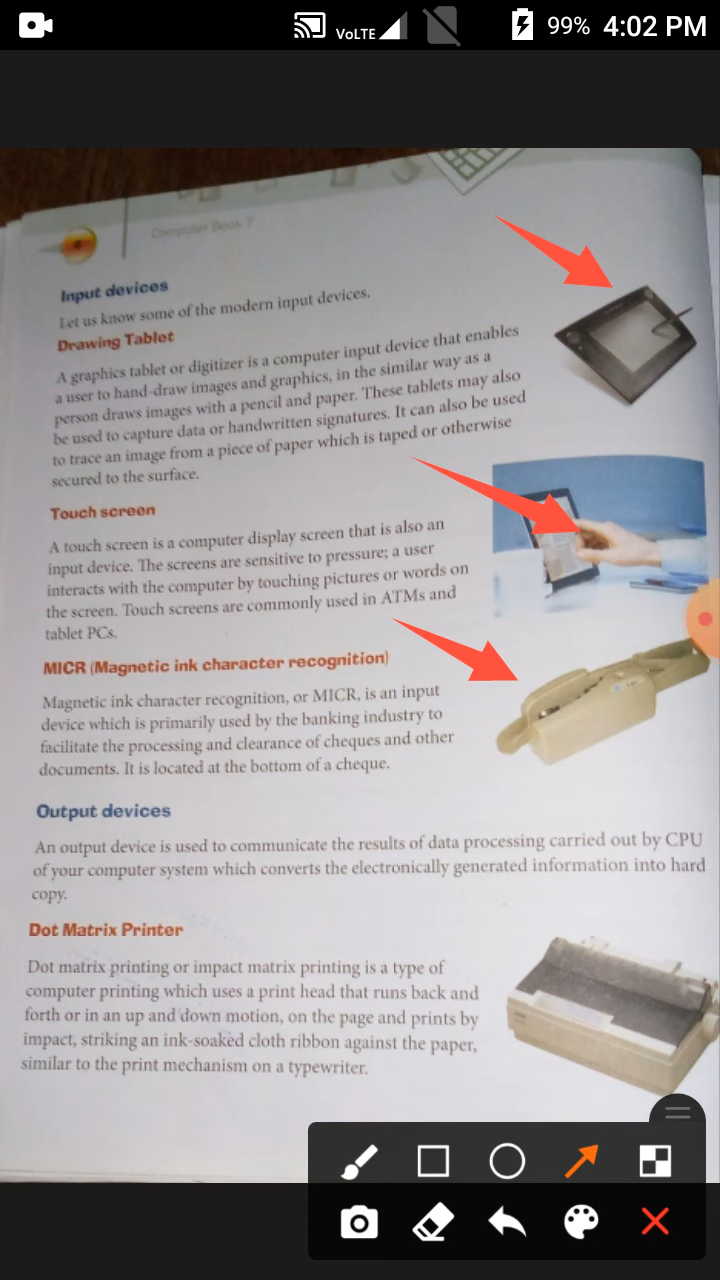 VoLTE 99% 4:02 PM
6 Computer Book 7
Input devices
Let us know some of the modern input devices.
Drawing Tablet
A graphics tablet or digitizer is a computer input device that enables
a user to hand-draw images and graphics, in the similar way as a
person draws images with a pencil and paper. These tablets may also
be used to capture data or handwritten signatures. It can also be used
to trace an image from a piece of paper which is taped or otherwise
secured to the surface.
Touch screen
A touch screen is a computer display screen that is also an
input device. The screens are sensitive to pressure; a user
interacts with the computer by touching pictures or words on
the screen. Touch screens are commonly used in ATMs and
tablet PCs.
MICR (Magnetic ink character recognition)
Magnetic ink character recognition, or MICR, is an input
device which is primarily used by the banking industry to
facilitate the processing and clearance of cheques and other
documents. It is located at the bottom of a cheque.
Output devices
An output device is used to communicate the results of data processing carried out by CPU
of your computer system which converts the electronically generated information into hard
copy.
Dot Matrix Printer
Dot matrix printing or impact matrix printing is a type of
computer printing which uses a print head that runs back and
forth or in an up and down motion, on the page and prints by
impact, striking an ink-soaked cloth ribbon against the paper,
similar to the print mechanism on a typewriter.